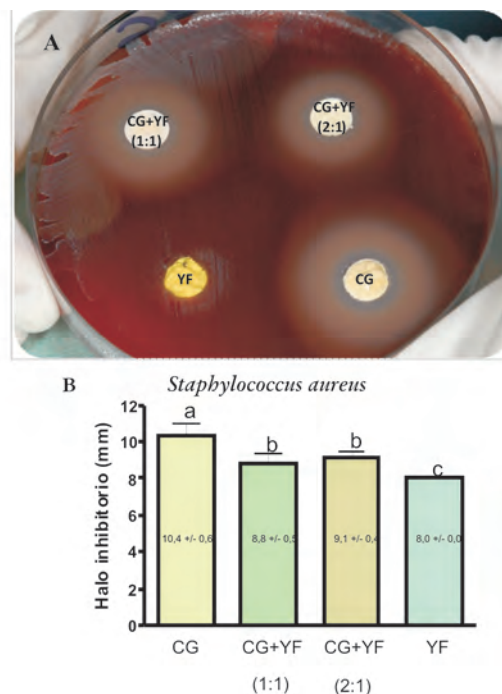 A
CG+YF
(1:1)
CG+YF
(2:1)
YF
CG
B
Staphylococcus aureus
Halo inhibitorio (mm)
12
10
8
6
4
2
0
a
b
b
c
10,4 +/- 0,6
8,8 +/- 0,5
9,1 +/- 0,4
8,0 +/- 0,0
CG
CG+YF
CG+YF
YF
(1:1)
(2:1)